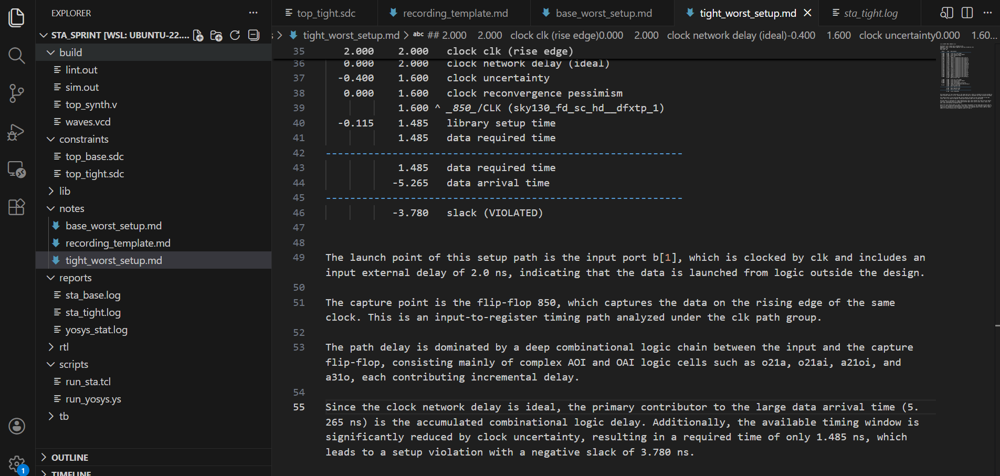 EXPLORER
STA_SPRINT [WSL: UBUNTU-22....
build
lint.out
sim.out
top_synth.v
waves.vcd
constraints
top_base.sdc
top_tight.sdc
lib
notes
base_worst_setup.md
recording_template.md
tight_worst_setup.md
reports
sta_base.log
sta_tight.log
yosys_stat.log
rtl
scripts
run_sta.tcl
run_yosys.ys
tb
OUTLINE
TIMELINE
1
top_tight.sdc recording_template.md base_worst_setup.md tight_worst_setup.md sta_tight.log
s > tight_worst_setup.md > abc ## 2.000 2.000 clock clk (rise edge)0.000 2.000 clock network delay (ideal)-0.400 1.600 clock uncertainty0.000 1.60...
35 2.000 2.000 clock clk (rise edge)
36 0.000 2.000 clock network delay (ideal)
37 -0.400 1.600 clock uncertainty
38 0.000 1.600 clock reconvergence pessimism
39 1.600 ^ _850_/CLK (sky130_fd_sc_hd__dfxtp_1)
40 -0.115 1.485 library setup time
41 1.485 data required time
42 -----------------------------------------------------------
43 1.485 data required time
44 -5.265 data arrival time
45 -----------------------------------------------------------
46 -3.780 slack (VIOLATED)
47
48
49 The launch point of this setup path is the input port b[1], which is clocked by clk and includes an
input external delay of 2.0 ns, indicating that the data is launched from logic outside the design.
50
51 The capture point is the flip-flop 850, which captures the data on the rising edge of the same
clock. This is an input-to-register timing path analyzed under the clk path group.
52
53 The path delay is dominated by a deep combinational logic chain between the input and the capture
flip-flop, consisting mainly of complex AOI and OAI logic cells such as o21a, o21ai, a21oi, and
a31o, each contributing incremental delay.
54
55 Since the clock network delay is ideal, the primary contributor to the large data arrival time (5.
265 ns) is the accumulated combinational logic delay. Additionally, the available timing window is
significantly reduced by clock uncertainty, resulting in a required time of only 1.485 ns, which
leads to a setup violation with a negative slack of 3.780 ns.